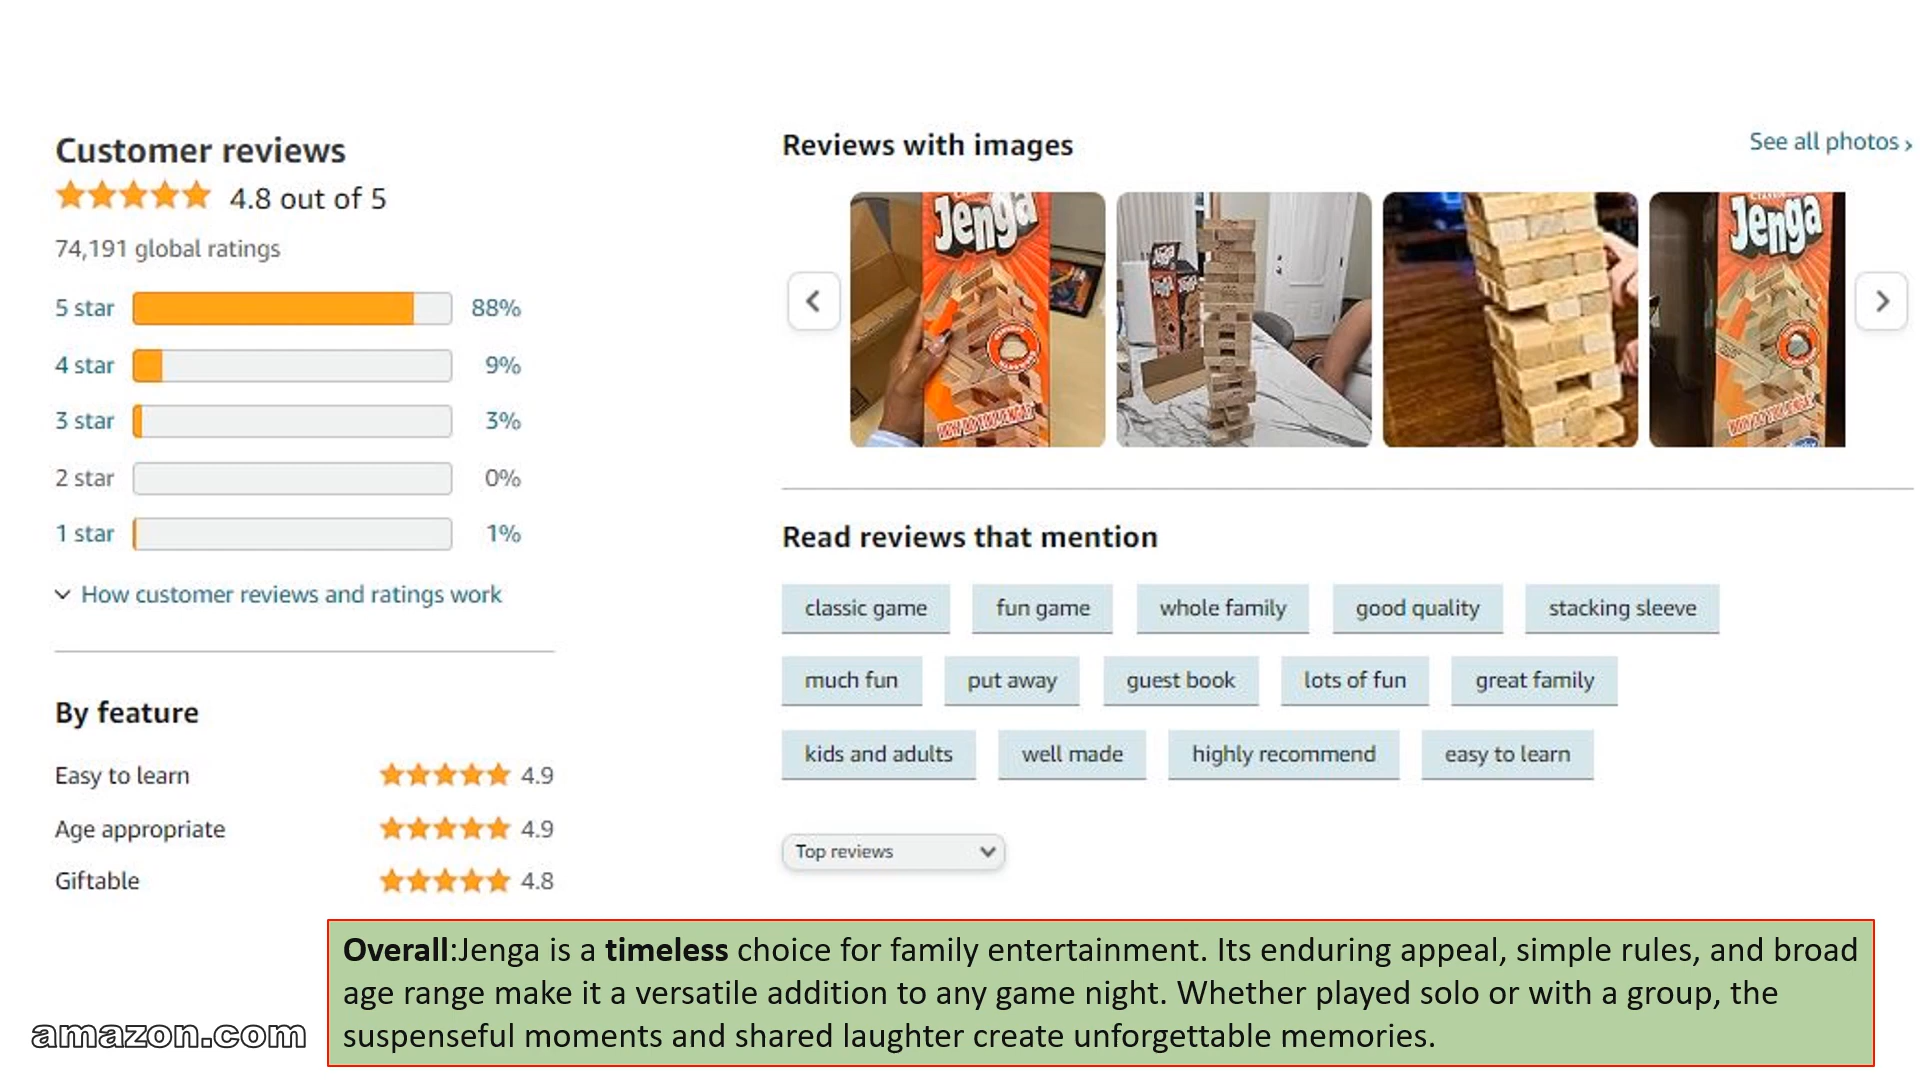 Customer reviews
4.8 out of 5
74,191 global ratings
5 star 88%
4 star 9%
3 star 3%
2 star 0%
1 star 1%
How customer reviews and ratings work
By feature
Easy to learn 4.9
Age appropriate 4.9
Giftable 4.8
Reviews with images
See all photos ›
Jenga
Jenga
Read reviews that mention
classic game fun game whole family good quality stacking sleeve
much fun put away guest book lots of fun great family
kids and adults well made highly recommend easy to learn
Top reviews
Overall:Jenga is a timeless choice for family entertainment. Its enduring appeal, simple rules, and broad
age range make it a versatile addition to any game night. Whether played solo or with a group, the
suspenseful moments and shared laughter create unforgettable memories.
amazon.com